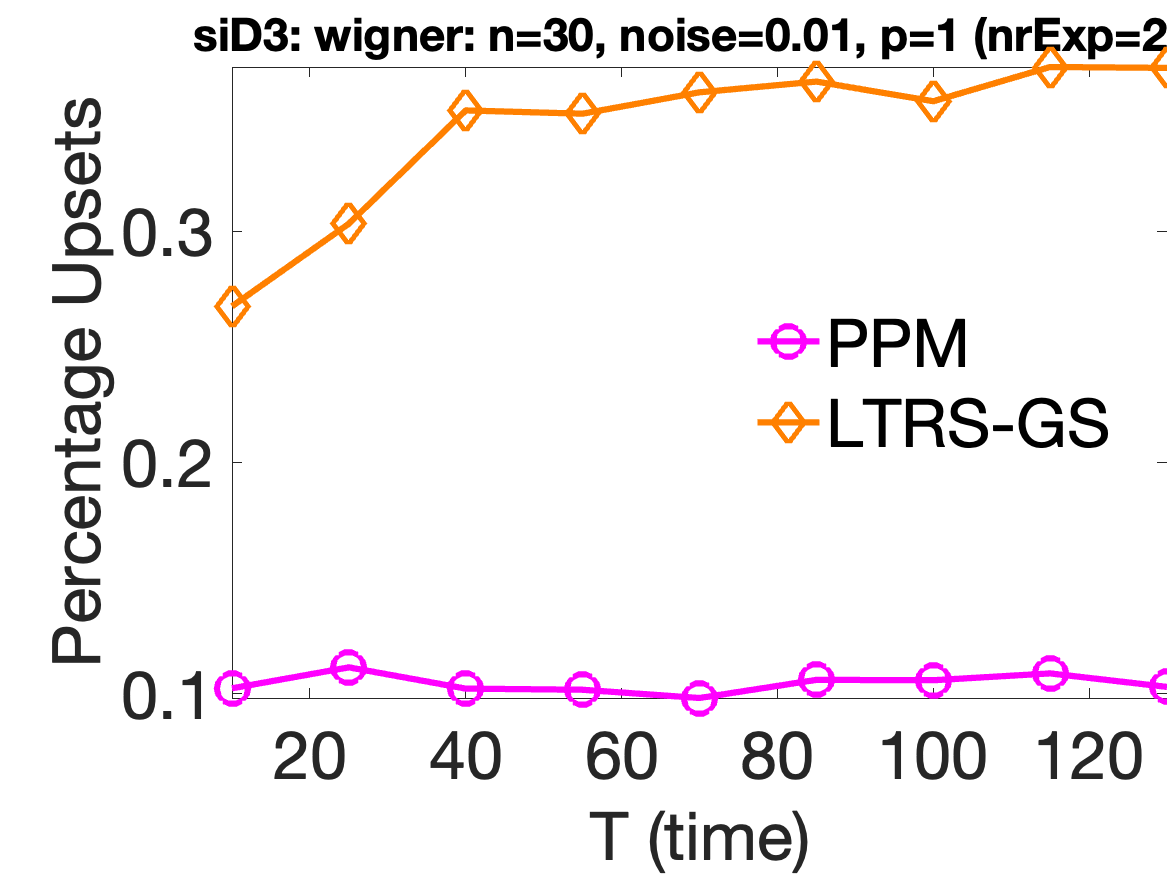 siD3: wigner: n=30, noise=0.01, p=1 (nrExp=2
Percentage Upsets
0.3
0.2
0.1
PPM
LTRS-GS
20 40 60 80 100 120
T (time)